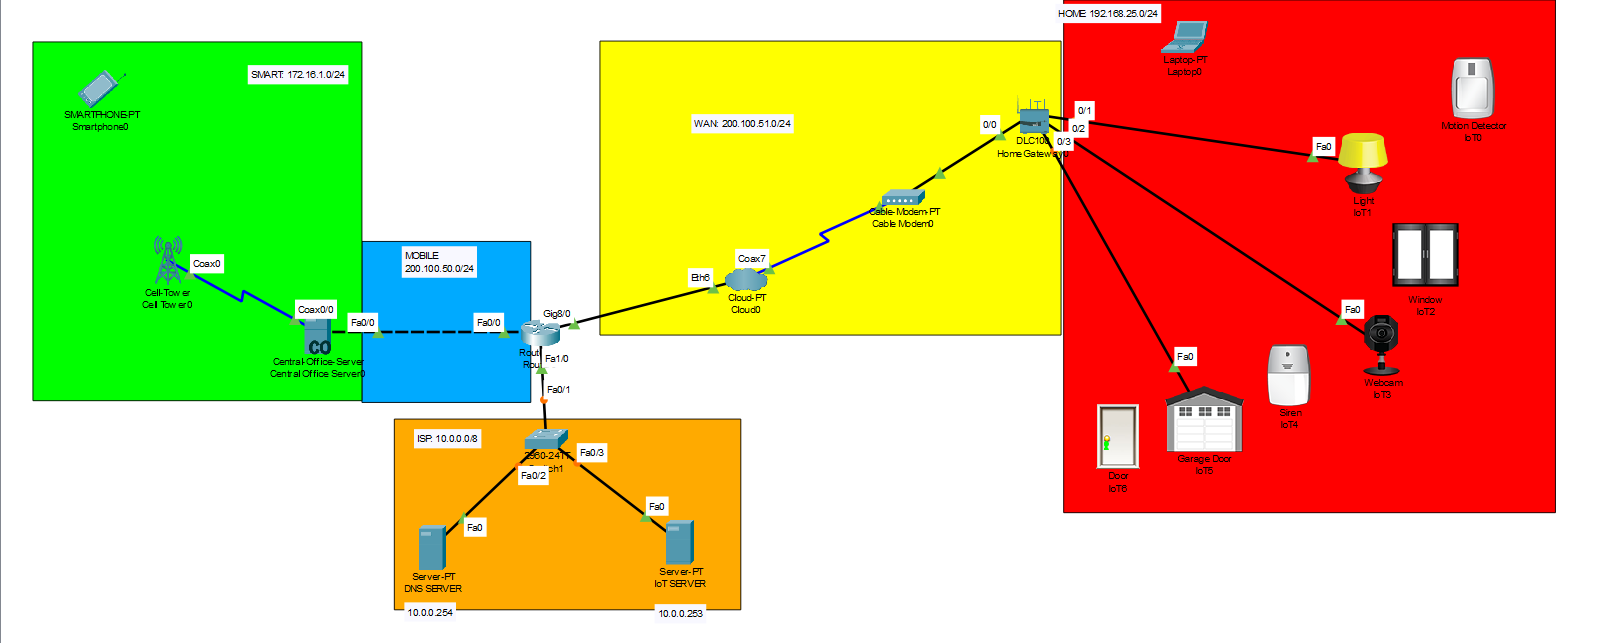 HOME: 192.168.25.0/24
SMART: 172.16.1.0/24
SMARTPHONE-PT
Smartphone0
WAN: 200.100.51.0/24
Laptop-PT
Laptop0
Motion Detector
IoT0
0/0
0/1
0/2
0/3
DLC100
Home Gateway0
Fa0
Light
IoT1
Cable-Modem-PT
Cable Modem0
Coax0
Cell-Tower
Cell Tower0
MOBILE
200.100.50.0/24
Coax7
Eth6
Cloud-PT
Cloud0
Window
IoT2
Coax0/0
Fa0/0
Fa0/0
Gig8/0
CO
Central-Office-Server
Central Office Server0
Rout
Rout
Fa1/0
Fa0/1
Fa0
Webcam
IoT3
Fa0
Siren
IoT4
Garage Door
IoT5
Door
IoT6
ISP: 10.0.0.0/8
2960-24TT
Switch1
Fa0/2
Fa0/3
Fa0
Fa0
Server-PT
DNS SERVER
Server-PT
IoT SERVER
10.0.0.254
10.0.0.253